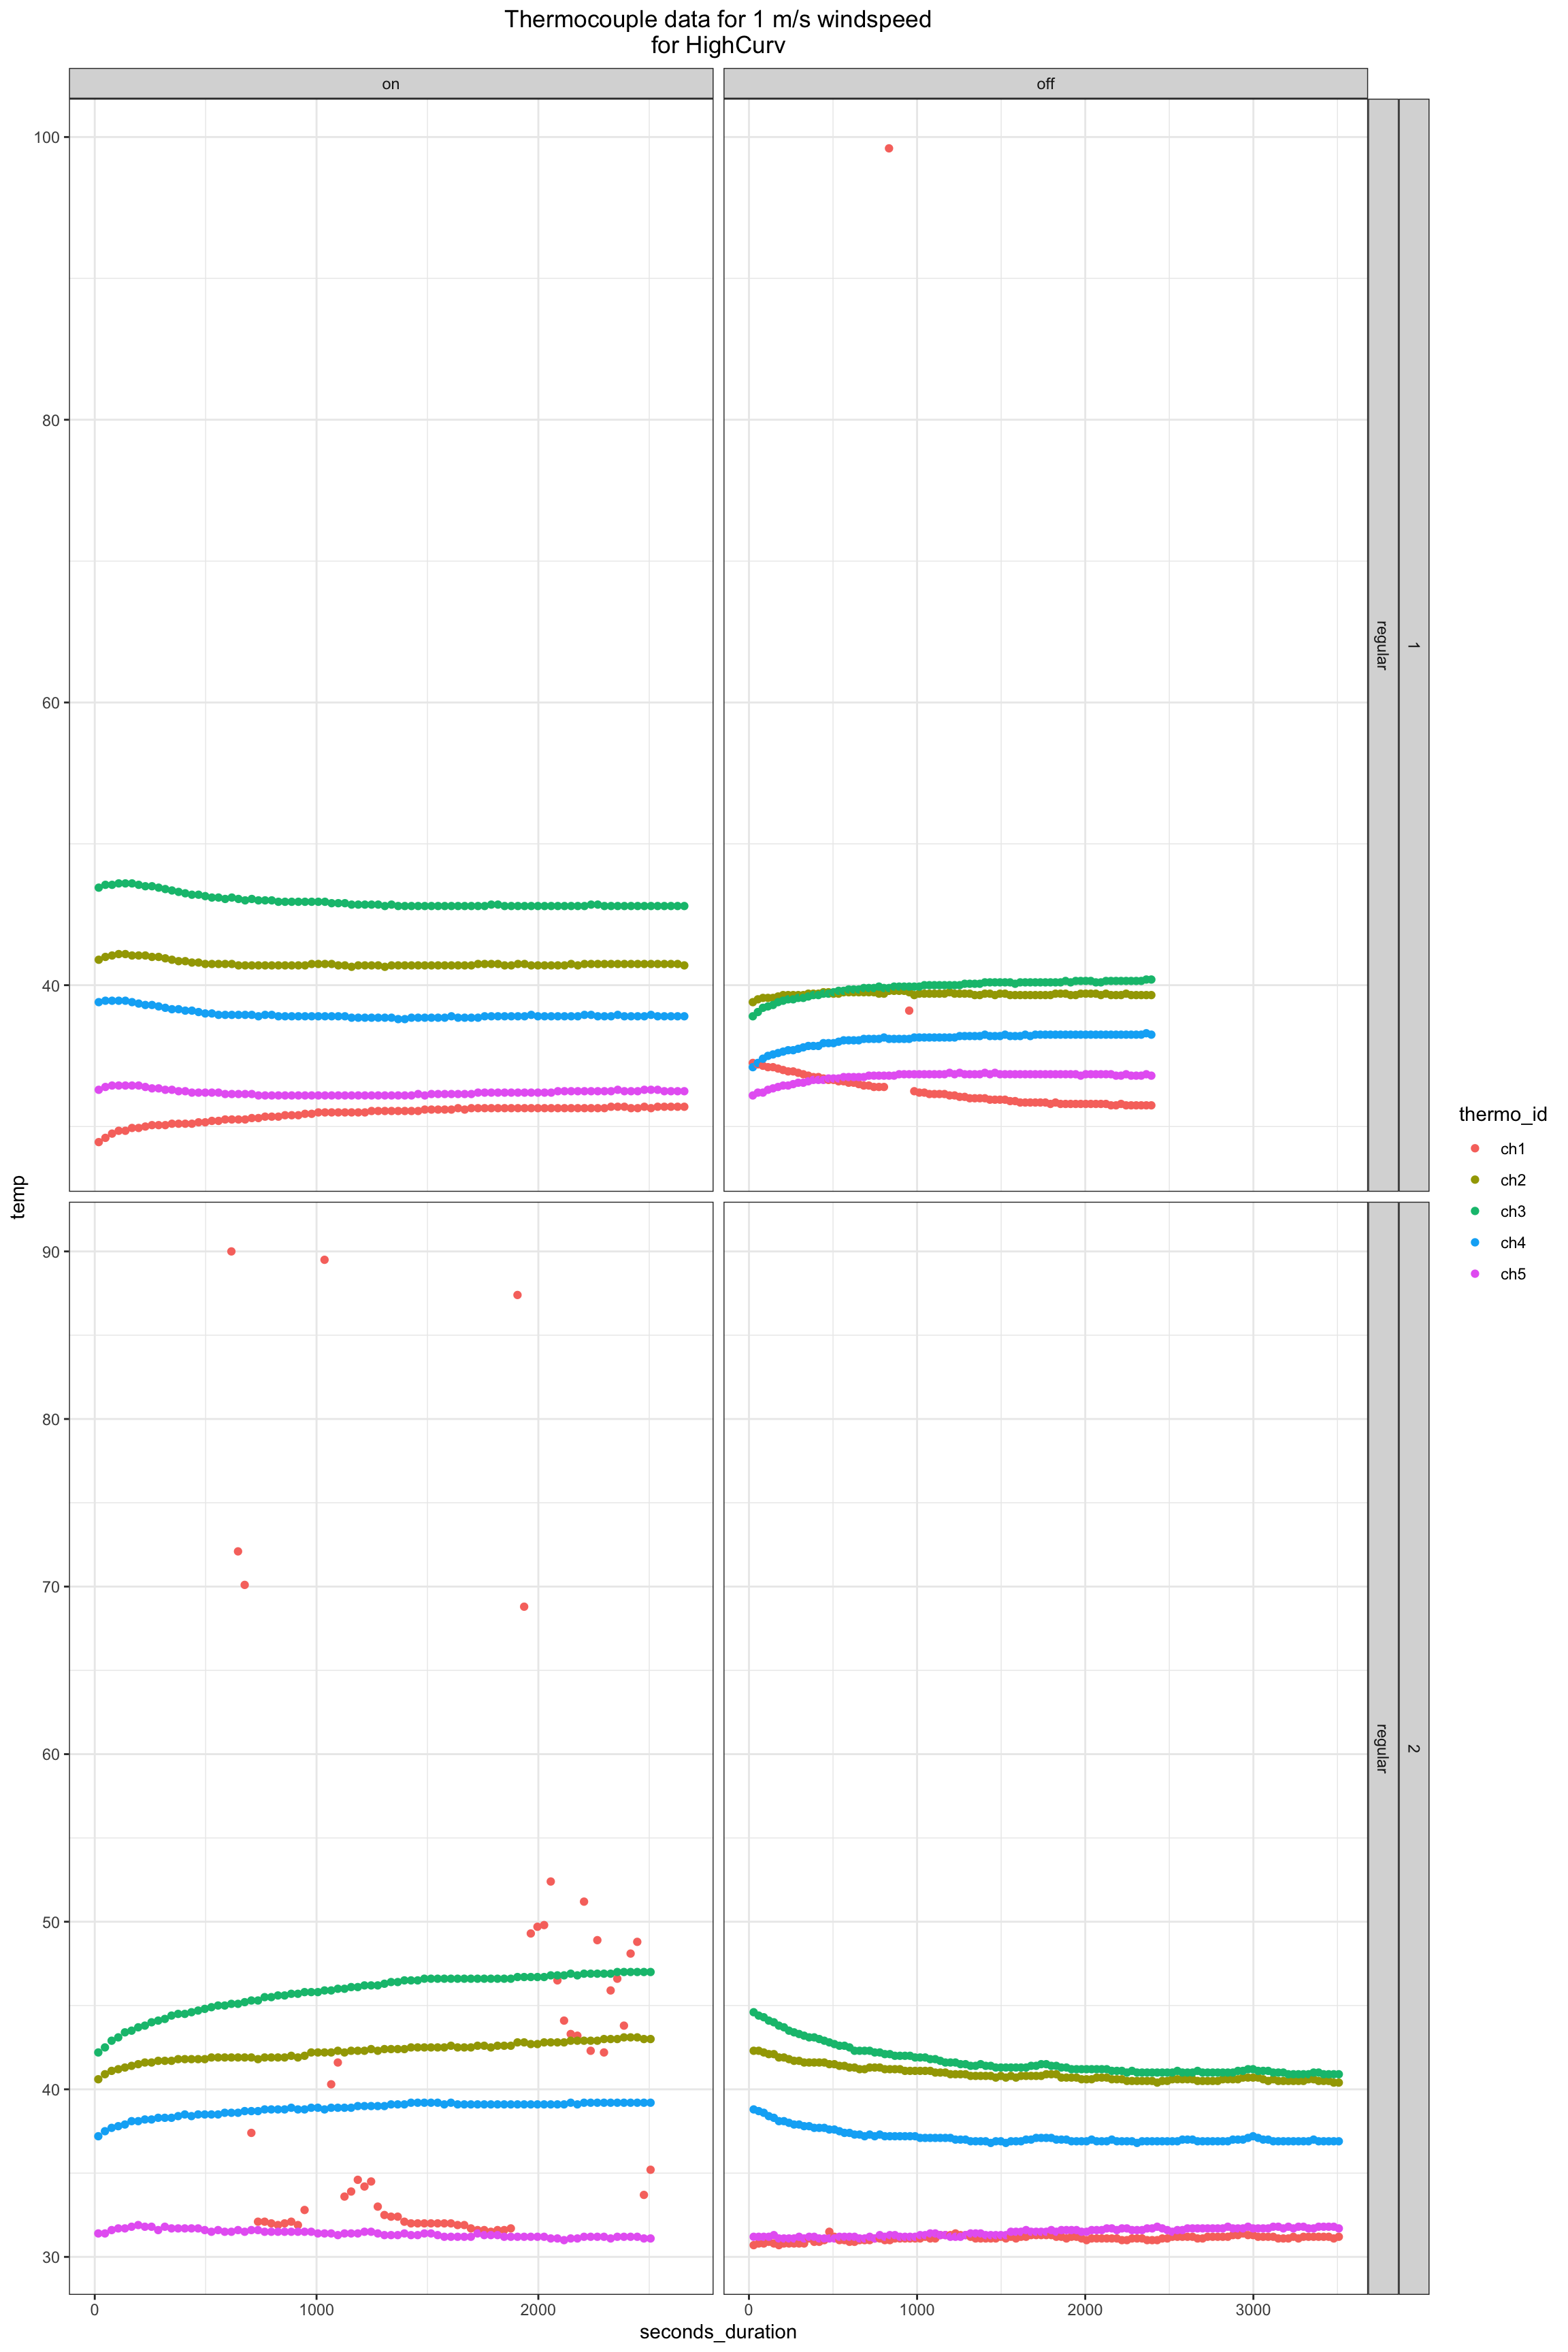 Thermocouple data for 1 m/s windspeed
for HighCurv
on
off
100
80
60
40
regular
1
90
80
70
60
50
40
30
regular
2
0
1000
2000
0
1000
2000
3000
seconds_duration
temp
thermo_id
ch1
ch2
ch3
ch4
ch5